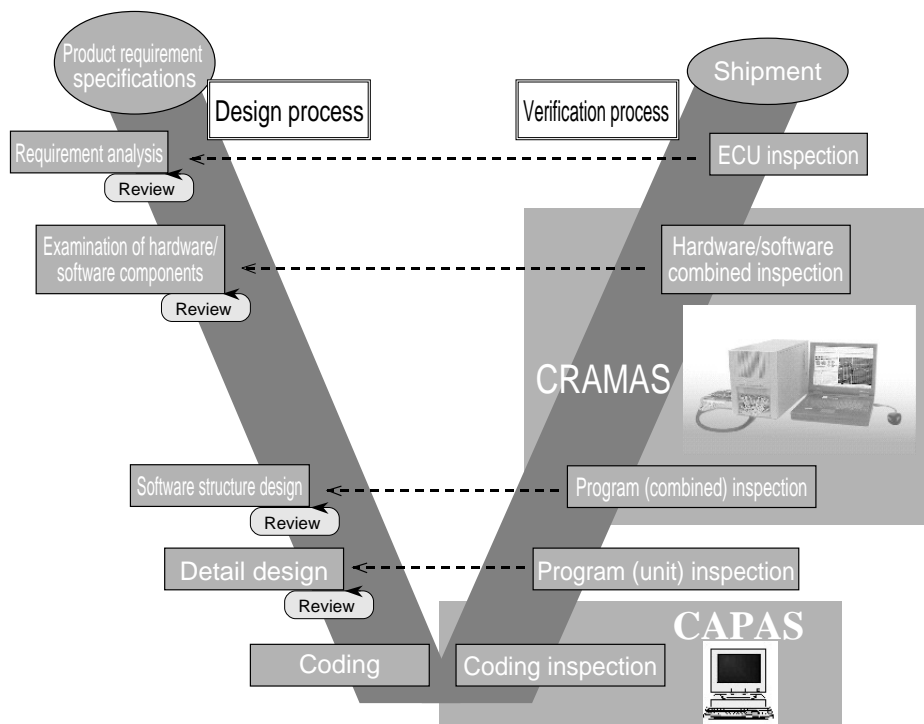 Product requirement
specifications
Shipment
Design process
Verification process
Requirement analysis
ECU inspection
Review
Examination of hardware/
software components
Hardware/software
combined inspection
Review
CRAMAS
Software structure design
Program (combined) inspection
Review
Detail design
Program (unit) inspection
Review
CAPAS
Coding
Coding inspection